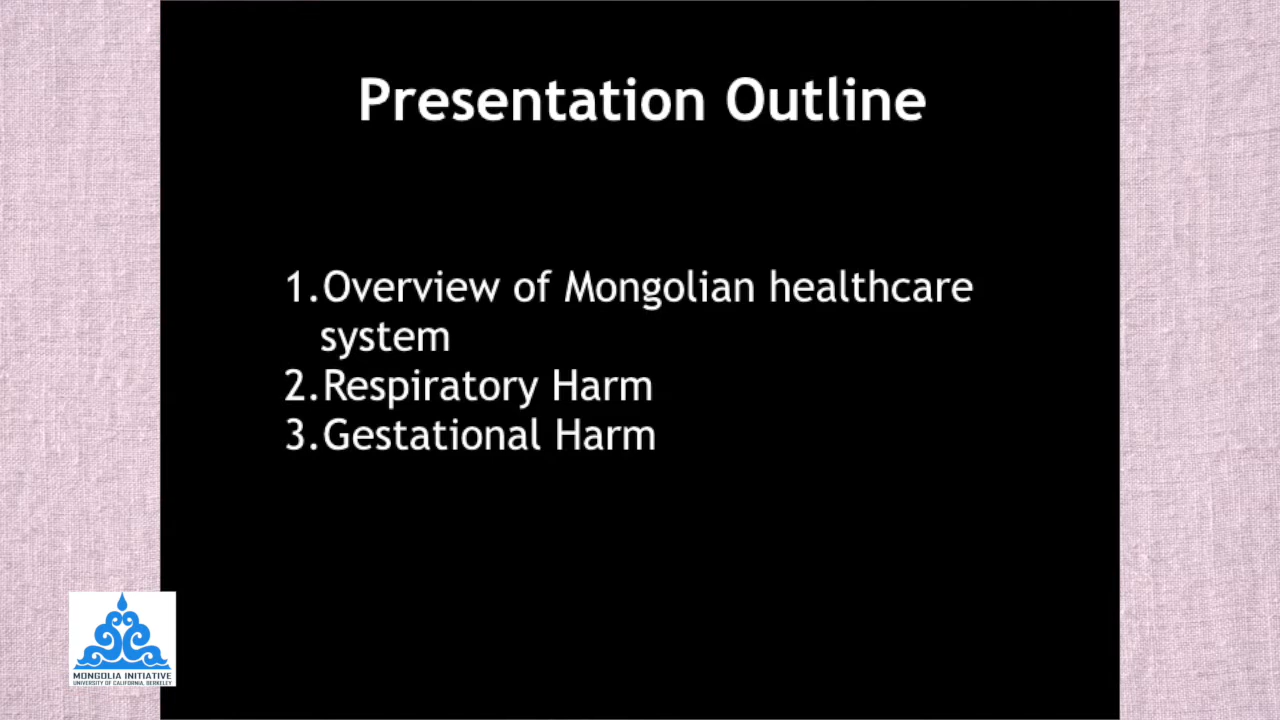 Presentation Outline
1.Overview of Mongolian healthcare
system
2.Respiratory Harm
3.Gestational Harm
MONGOLIA INITIATIVE
UNIVERSITY OF CALIFORNIA, BERKELEY